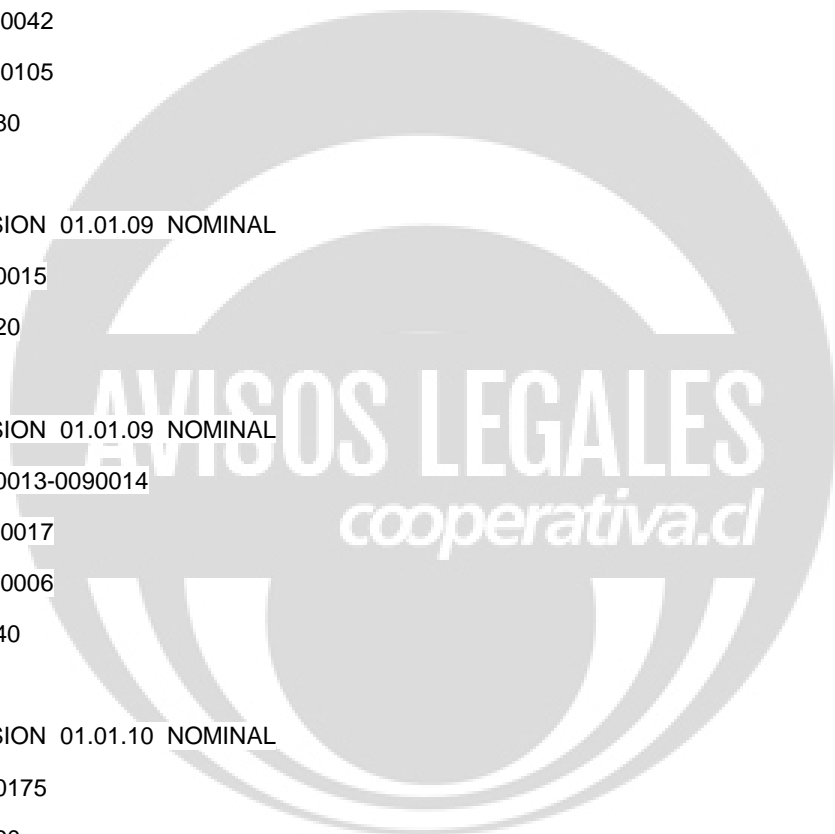 0042
0105
30
SION 01.01.09 NOMINAL
0015
20
AVISOS LEGALES
SION 01.01.09 NOMINAL
0013-0090014
cooperativa.cl
0017
0006
40
SION 01.01.10 NOMINAL
0175